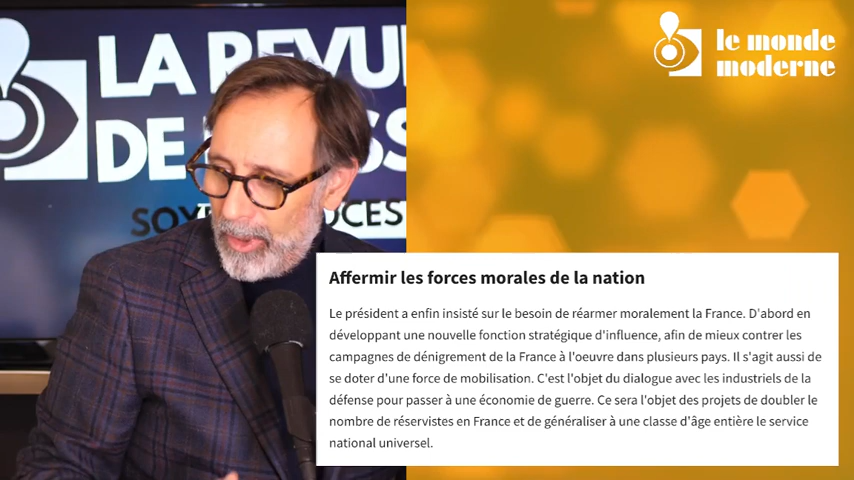 LA REVU
DE
SS
SOY
OCES
le monde
moderne
Affermir les forces morales de la nation
Le président a enfin insisté sur le besoin de réarmer moralement la France. D'abord en
développant une nouvelle fonction stratégique d'influence, afin de mieux contrer les
campagnes de dénigrement de la France à l'oeuvre dans plusieurs pays. Il s'agit aussi de
se doter d'une force de mobilisation. C'est l'objet du dialogue avec les industriels de la
défense pour passer à une économie de guerre. Ce sera l'objet des projets de doubler le
nombre de réservistes en France et de généraliser à une classe d'âge entière le service
national universel.